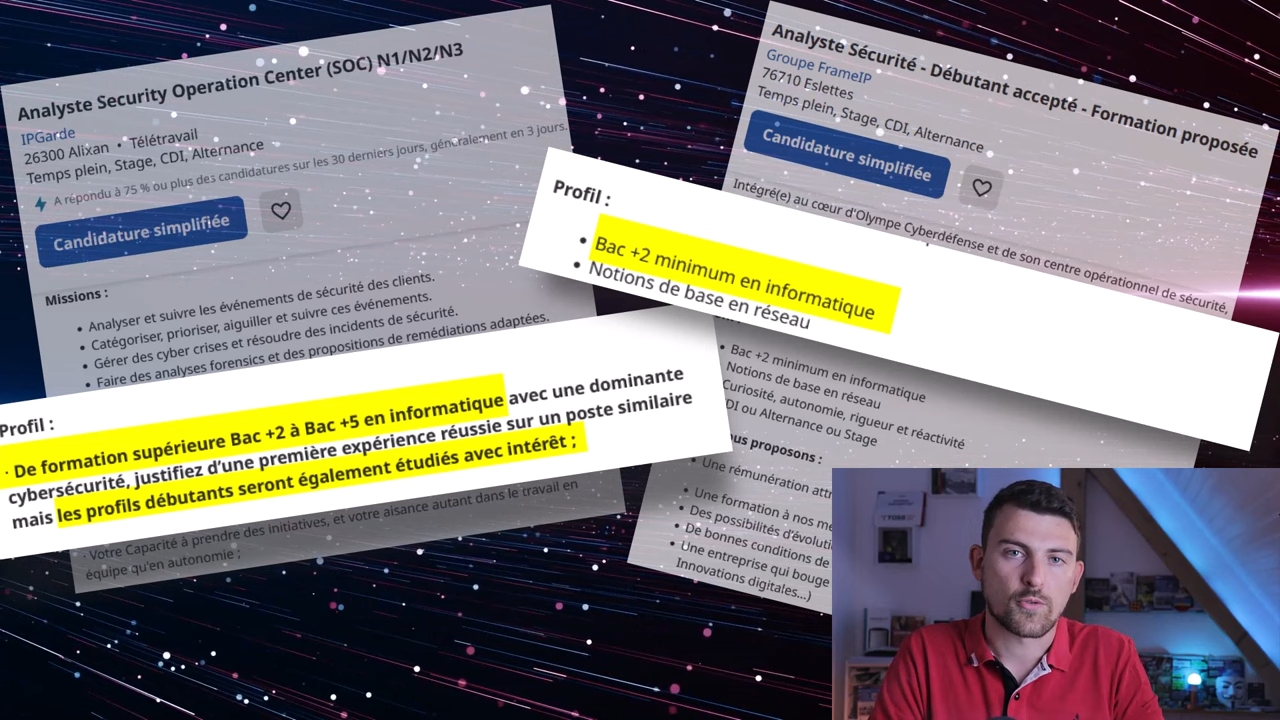 Analyste Security Operation Center (SOC) N1/N2/N3
IPGarde
26300 Alixan • Télétravail
Temps plein, Stage, CDI, Alternance
A répondu à 75 % ou plus des candidatures sur les 30 derniers jours, généralement en 3 jours.
Candidature simplifiée
Missions :
• Analyser et suivre les événements de sécurité des clients.
• Catégoriser, prioriser, aiguiller et suivre ces événements.
• Gérer des cyber crises et résoudre des incidents de sécurité.
• Faire des analyses forensics et des propositions de remédiations adaptées.
Profil :
· De formation supérieure Bac +2 à Bac +5 en informatique avec une dominante
cybersécurité, justifiez d’une première expérience réussie sur un poste similaire
mais les profils débutants seront également étudiés avec intérêt ;
· Votre Capacité à prendre des initiatives, et votre aisance autant dans le travail en
équipe qu'en autonomie ;
Analyste Sécurité - Débutant accepté - Formation proposée
Groupe FrameIP
76710 Eslettes
Temps plein, Stage, CDI, Alternance
Candidature simplifiée
Intégré(e) au cœur d'Olympe Cyberdéfense et de son centre opérationnel de sécurité,
Profil :
• Bac +2 minimum en informatique
• Notions de base en réseau
• Bac +2 minimum en informatique
Notions de base en réseau
Curiosité, autonomie, rigueur et réactivité
DI ou Alternance ou Stage
proposons :
• Une rémunération
• Une formation à nos
• Des possibilités
• De bonnes conditions de
• Une entreprise qui bouge
Innovations digitales...)